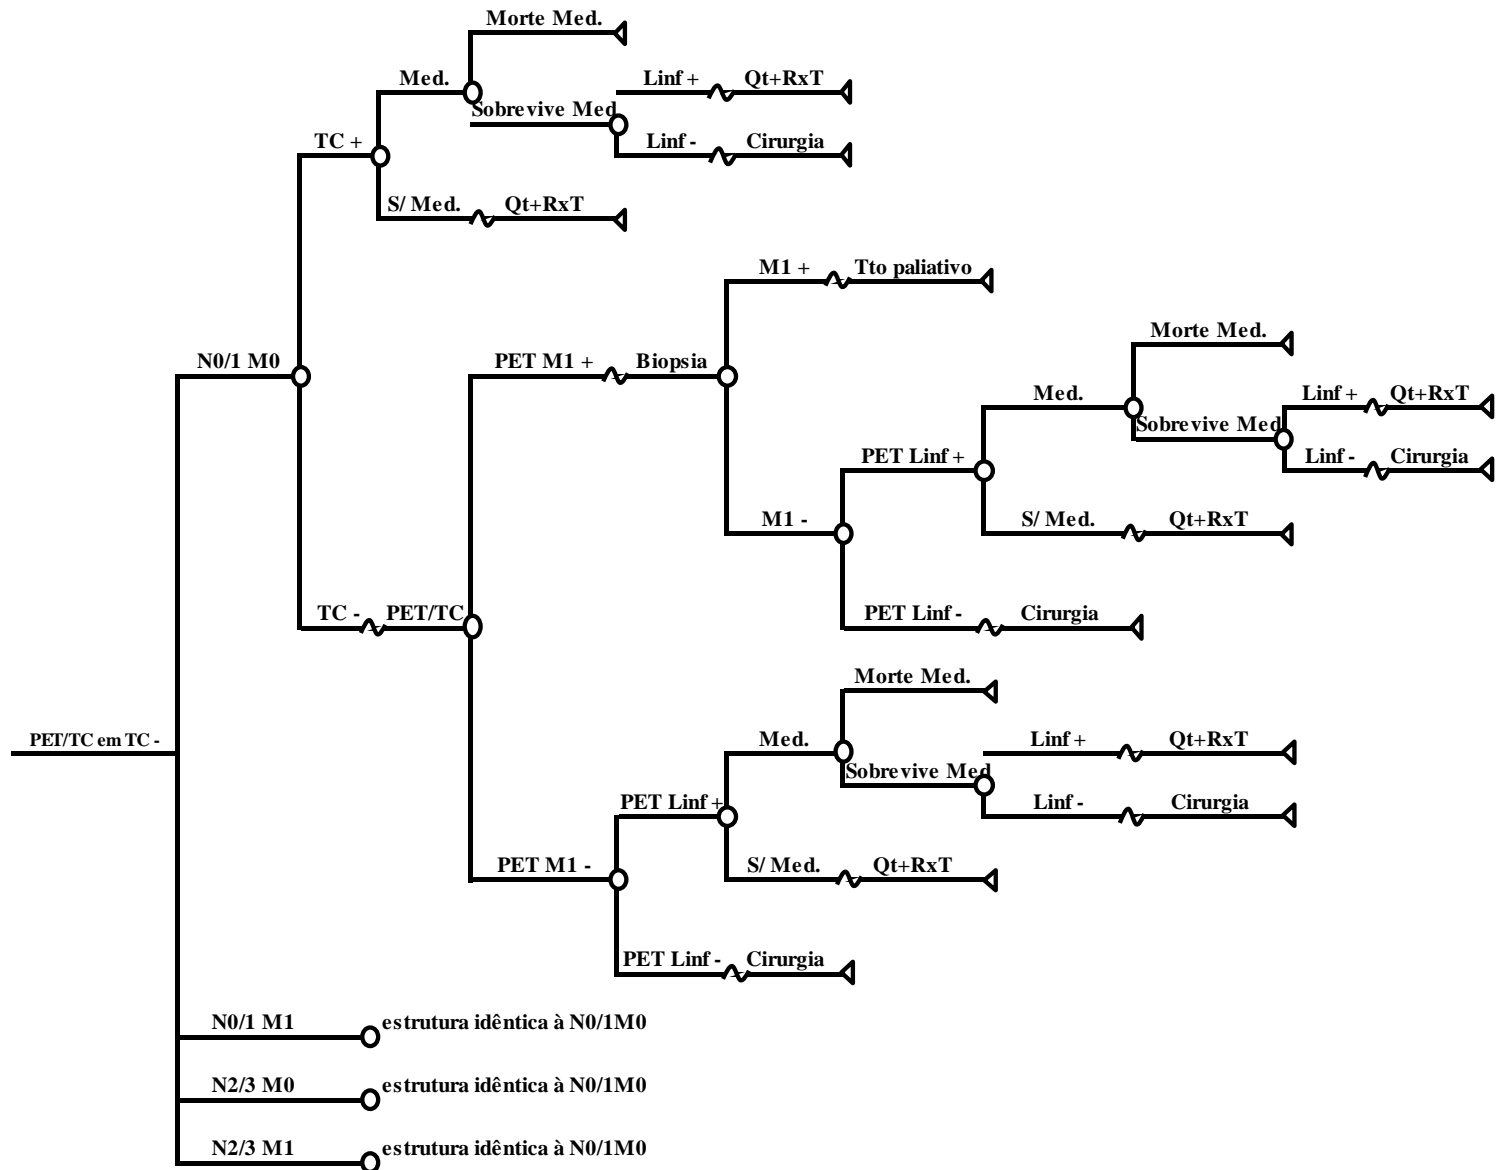 Morte Med.
Med.
Linf + Qt+RxT
Sobrevive Med
TC +
Linf - Cirurgia
S/ Med. Qt+RxT
M1 + Tto paliativo
Morte Med.
N0/1 M0
PET M1 + Biopsia
Med.
Linf + Qt+RxT
Sobrevive Med
PET Linf +
Linf - Cirurgia
M1 -
S/ Med. Qt+RxT
TC - PET/TC
PET Linf - Cirurgia
Morte Med.
PET/TC em TC -
Med.
Linf + Qt+RxT
Sobrevive Med
PET Linf +
Linf - Cirurgia
PET M1 -
S/ Med. Qt+RxT
PET Linf - Cirurgia
N0/1 M1 estrutura idêntica à N0/1M0
N2/3 M0 estrutura idêntica à N0/1M0
N2/3 M1 estrutura idêntica à N0/1M0